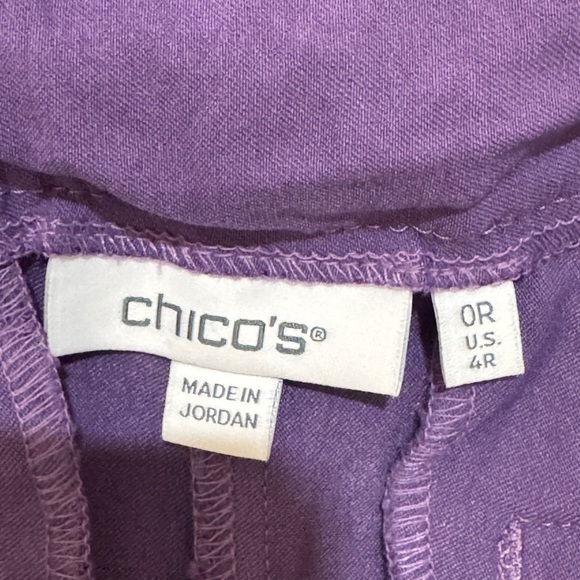 chico's®
MADE IN
JORDAN
0R
U.S.
4R